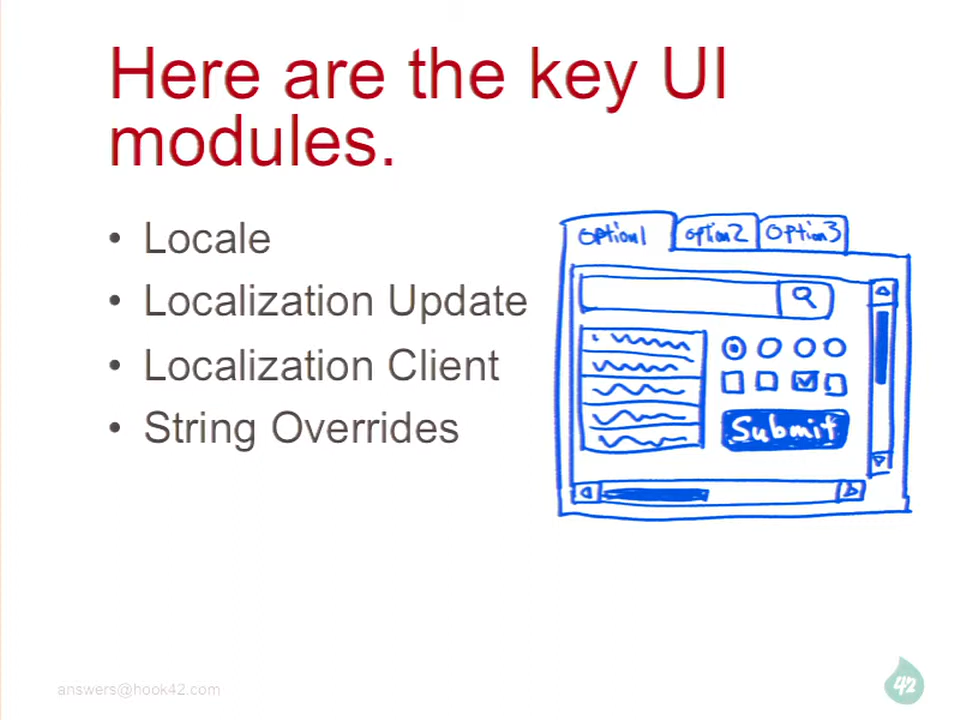 Here are the key UI
modules.
• Locale
• Localization Update
• Localization Client
• String Overrides
option1 option2 option3
Submit
answers@hook42.com
42